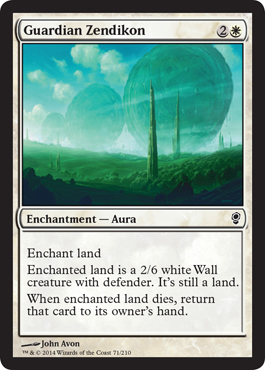 Guardian Zendikon 2
Enchantment — Aura
Enchant land
Enchanted land is a 2/6 white Wall
creature with defender. It's still a land.
When enchanted land dies, return
that card to its owner's hand.
John Avon
™ & © 2014 Wizards of the Coast 71/210